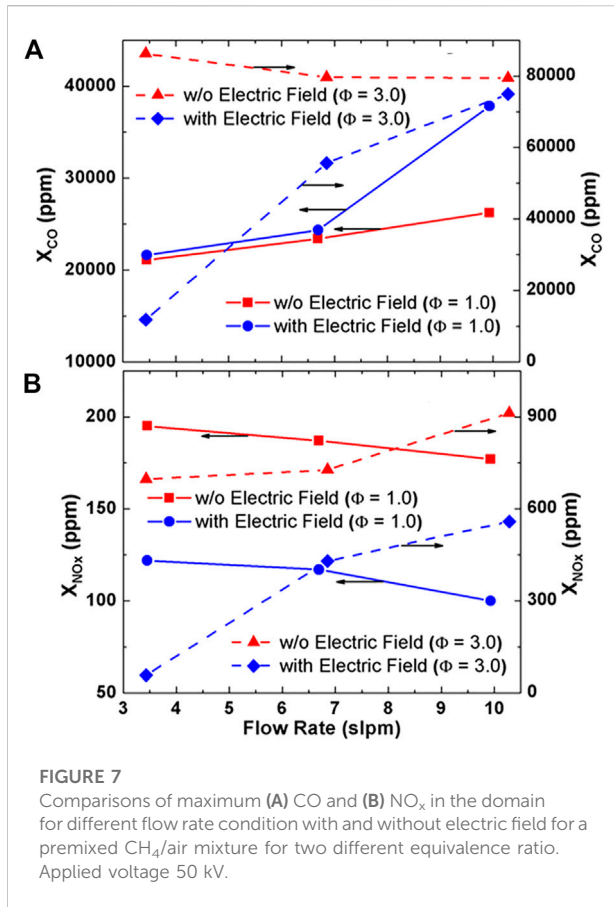 A
w/o Electric Field (Φ = 3.0)
with Electric Field (Φ = 3.0)
w/o Electric Field (Φ = 1.0)
with Electric Field (Φ = 1.0)
40000
30000
20000
10000
X_CO (ppm)
80000
60000
40000
20000
0
X_CO (ppm)
B
w/o Electric Field (Φ = 1.0)
with Electric Field (Φ = 1.0)
w/o Electric Field (Φ = 3.0)
with Electric Field (Φ = 3.0)
200
150
100
50
X_NOx (ppm)
900
600
300
0
X_NOx (ppm)
3 4 5 6 7 8 9 10
Flow Rate (slpm)
FIGURE 7
Comparisons of maximum (A) CO and (B) NOx in the domain
for different flow rate condition with and without electric field for a
premixed CH4/air mixture for two different equivalence ratio.
Applied voltage 50 kV.